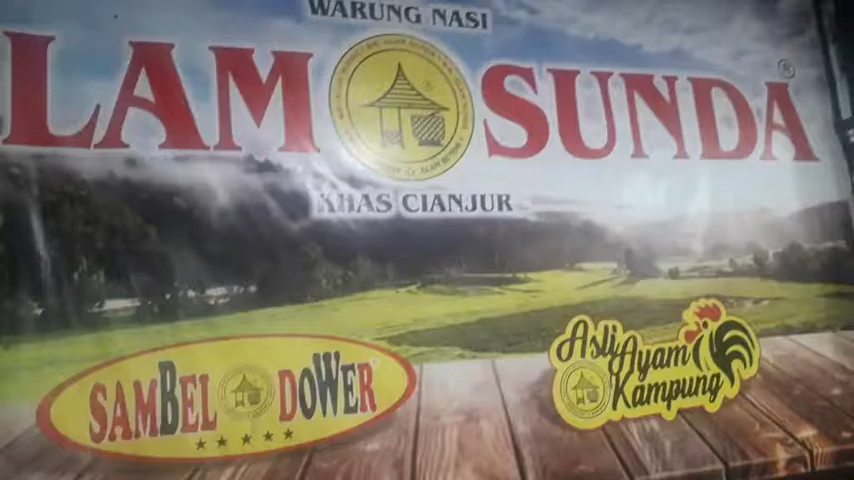 WARUNG NASI
LAM SUNDA®
KHAS CIANJUR
SAMBEL DOWER
Asli Ayam
Kampung